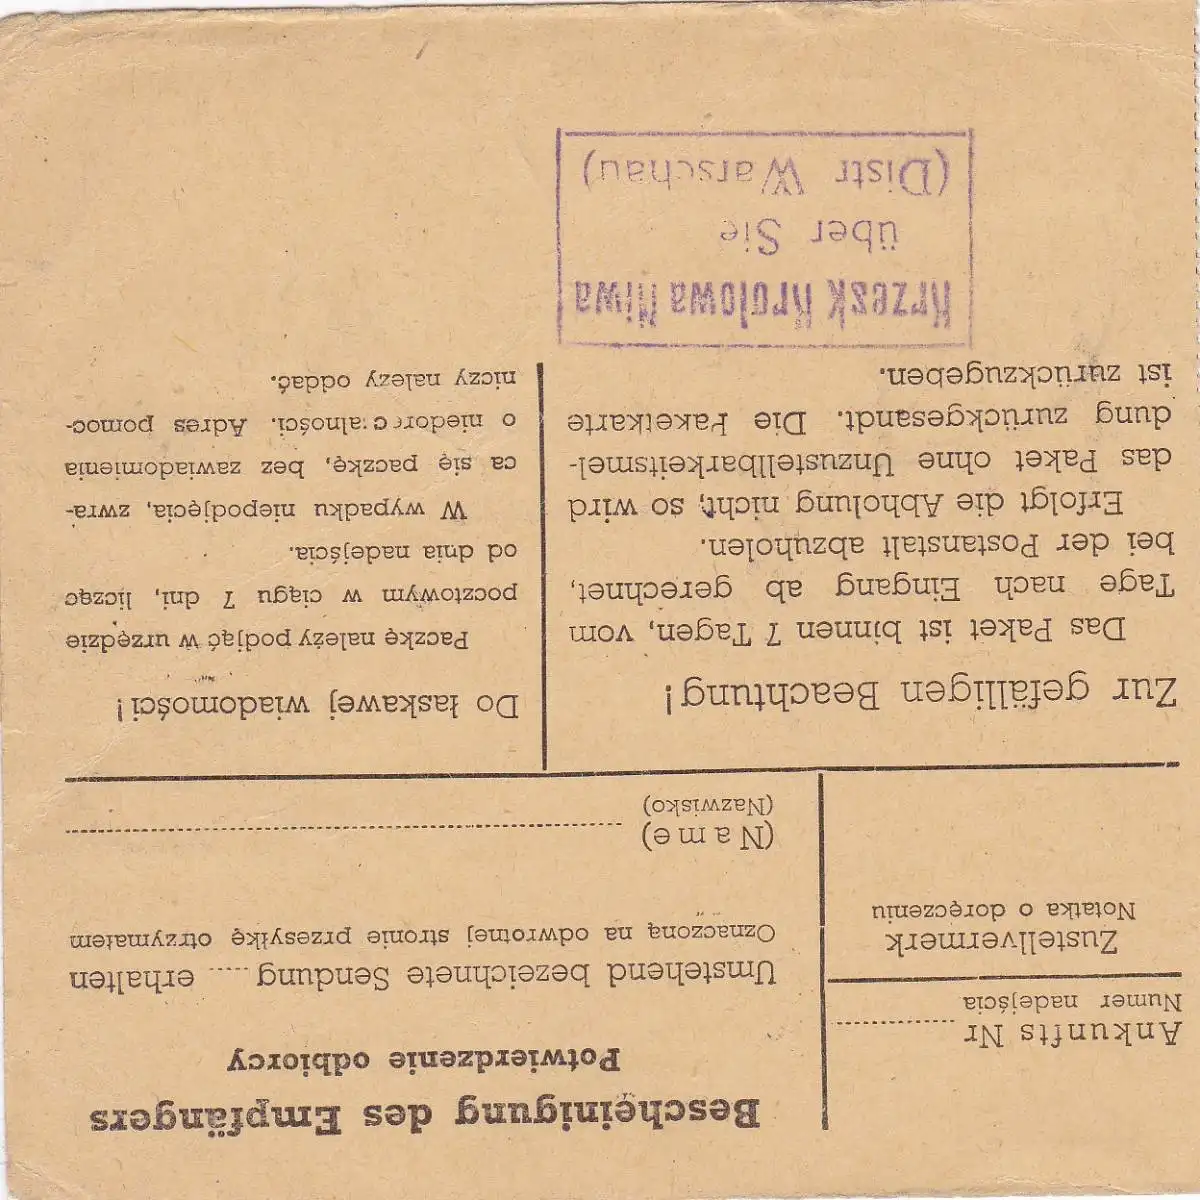 Ankunfts Nr
Numer nadejścia
Zustellvermerk
Notatka o doręczeniu
Bescheinigung des Empfängers
Potwierdzenie odbiorcy
Umstehend bezeichnete Sendung ..... erhalten
Oznaczoną na odwrotnej stronie przesyłkę otrzymałem
(Name)
(Nazwisko)
Zur gefälligen Beachtung!
Das Paket ist binnen 7 Tagen, vom
Tage nach Eingang ab gerechnet,
bei der Postanstalt abzuholen.
Erfolgt die Abholung nicht, so wird
das Paket ohne Unzustellbarkeitsmel-
dung zurückgesandt. Die Paketkarte
ist zurückzugeben.
Do łaskawej wiadomości!
Paczkę należy podjąć w urzędzie
pocztowym w ciągu 7 dni, licząc
od dnia nadejścia.
W wypadku niepodjęcia, zwra-
ca się paczkę, bez zawiadomienia
o niedoręczalności. Adres pomoc-
niczy należy oddać.
Krzesk Krolowa Niwa
über Sie
(Distr Warschau)